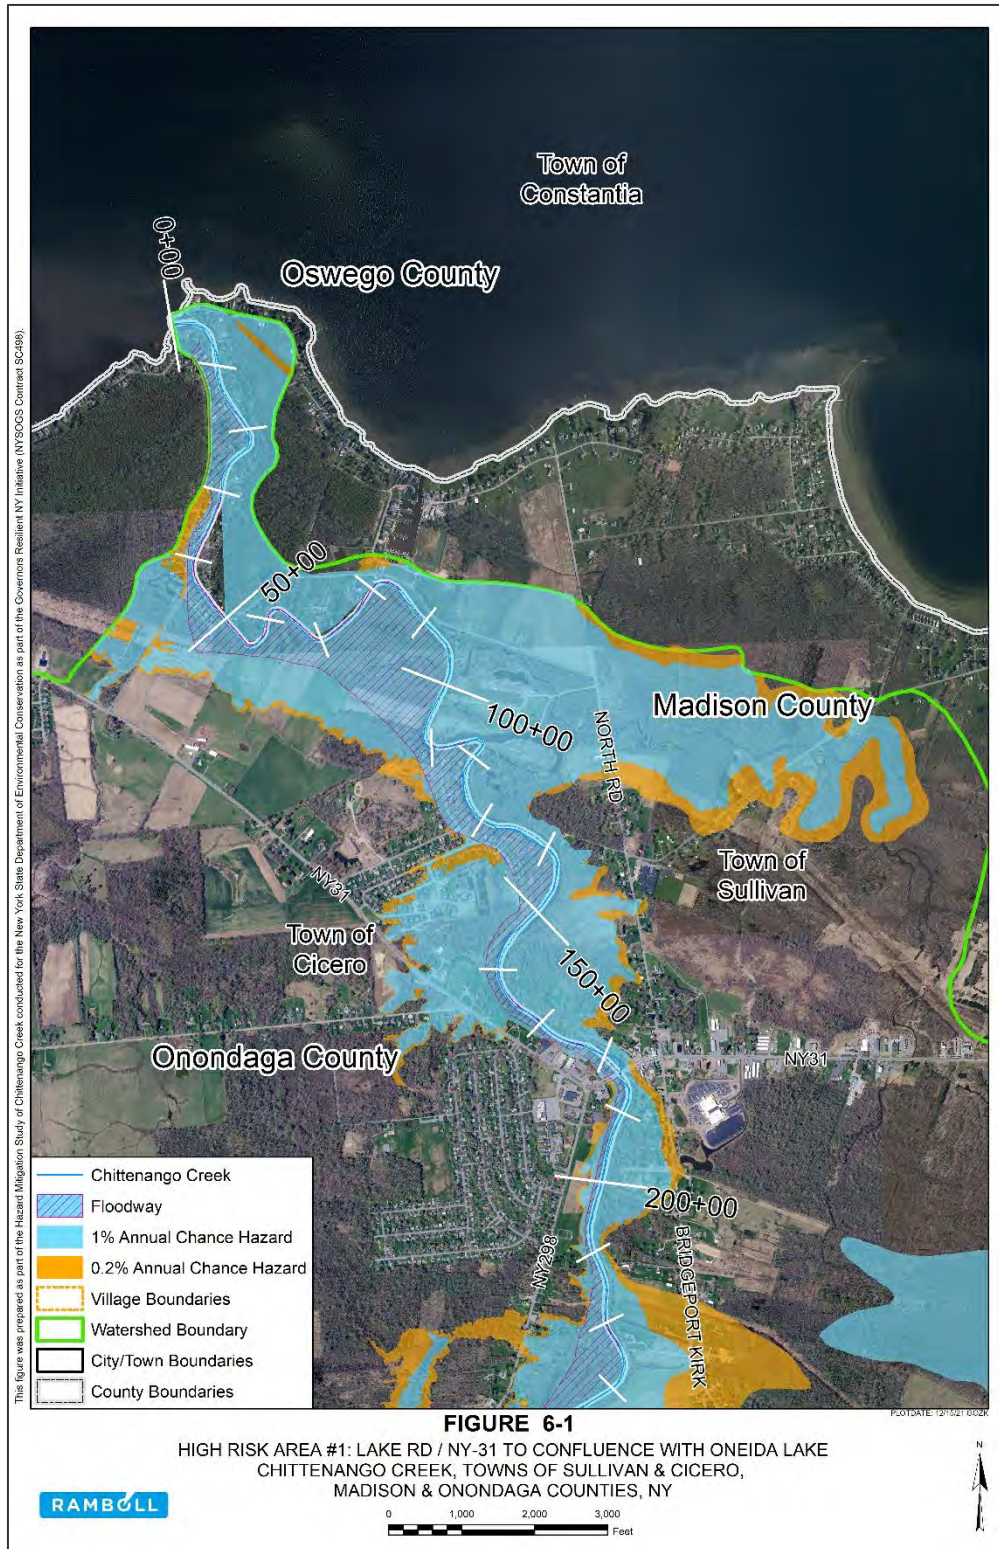 This figure was prepared as part of the Hazard Mitigation Study of Chittenango Creek conducted for the New York State Department of Environmental Conservation as part of the Governors Resilient NY Initiative (NYSOGS Contract SC498).
Town of
Constantia
0+00
Oswego County
50+00
Madison County
100+00
NORTH RD
Town of
Sullivan
NY31
Town of
Cicero
150+00
Onondaga County
NY31
200+00
NY298
BRIDGEPORT KIRK
Chittenango Creek
Floodway
1% Annual Chance Hazard
0.2% Annual Chance Hazard
Village Boundaries
Watershed Boundary
City/Town Boundaries
County Boundaries
PLOTDATE: 12/15/21 GOZK
FIGURE 6-1
HIGH RISK AREA #1: LAKE RD / NY-31 TO CONFLUENCE WITH ONEIDA LAKE
CHITTENANGO CREEK, TOWNS OF SULLIVAN & CICERO,
MADISON & ONONDAGA COUNTIES, NY
RAMBOLL
0 1,000 2,000 3,000
Feet
N